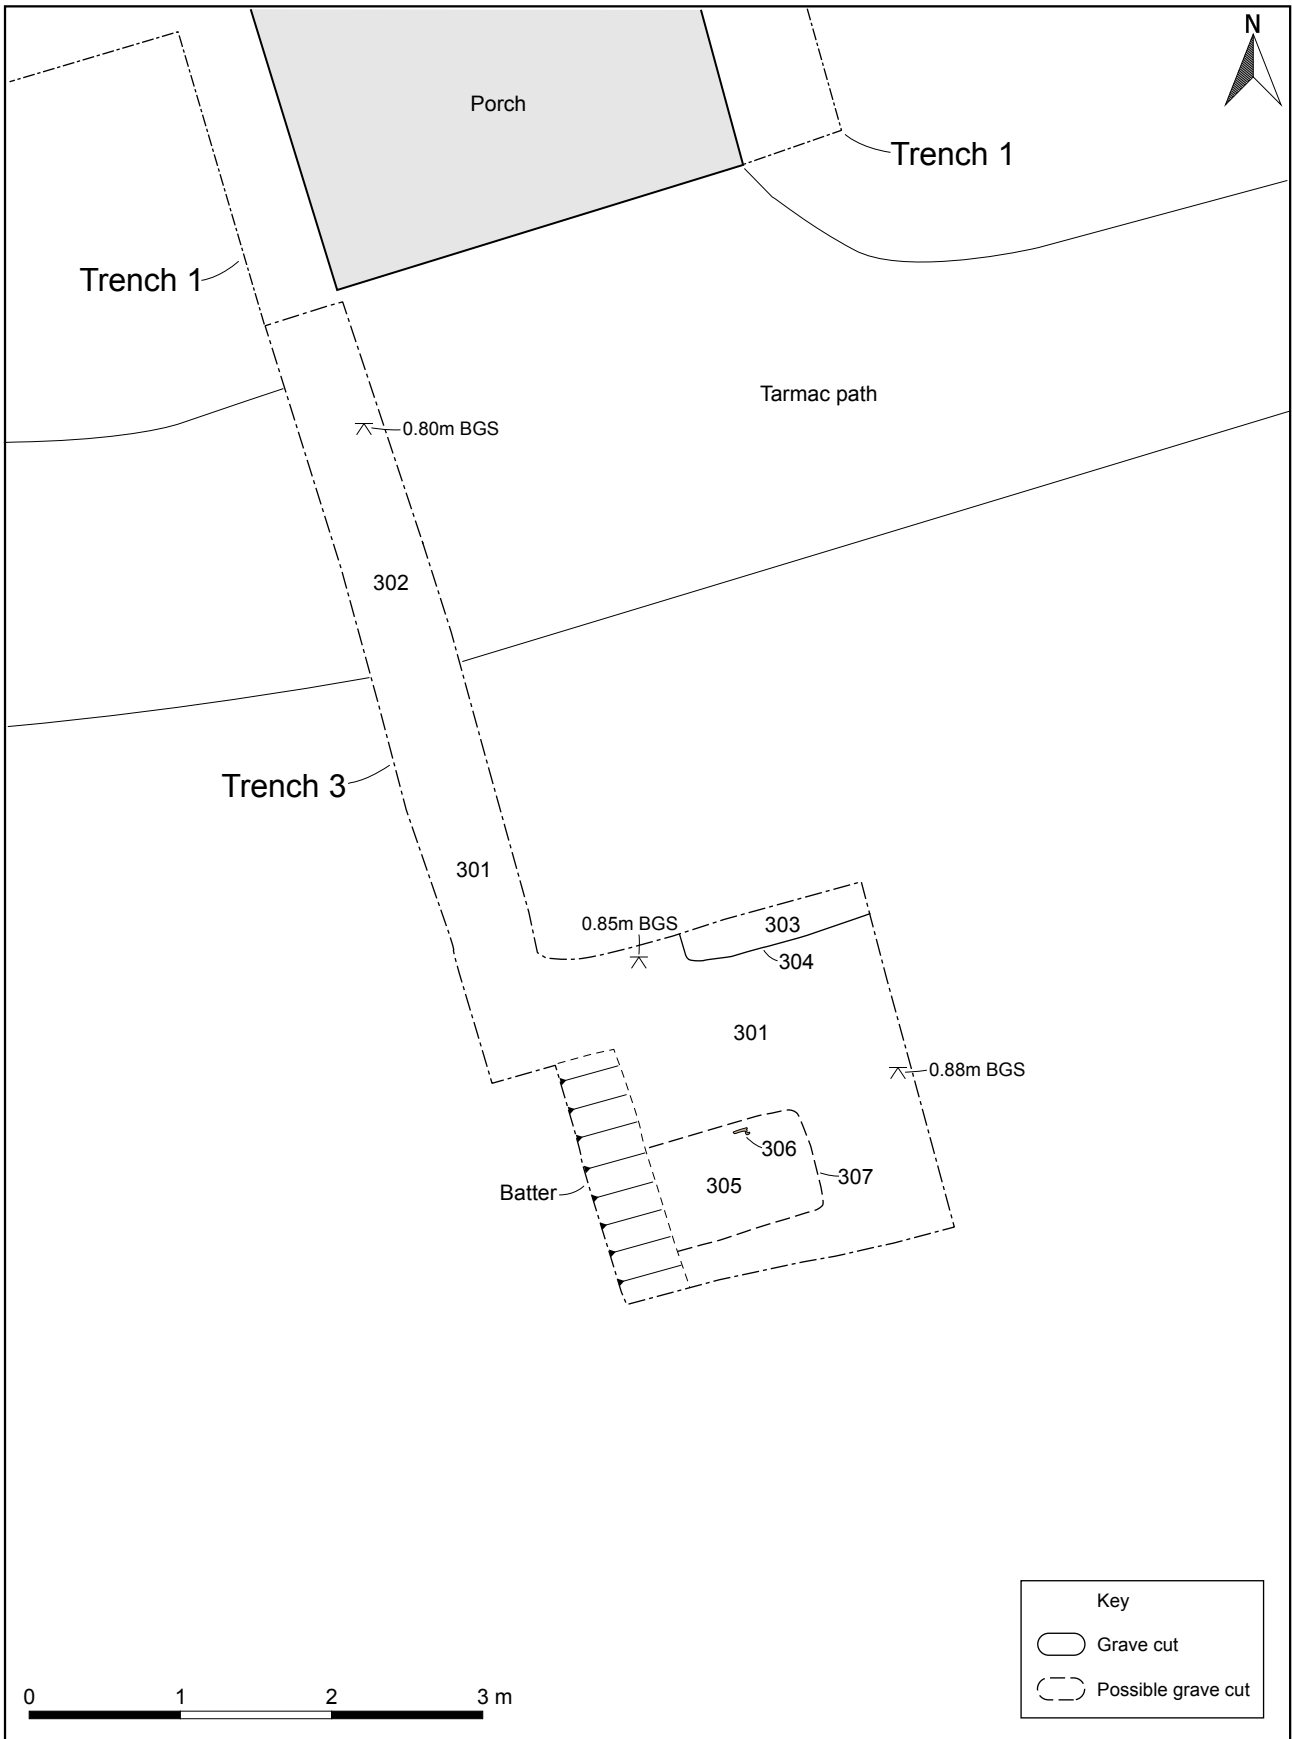 N
Porch
Trench 1
Trench 1
Tarmac path
0.80m BGS
302
Trench 3
301
0.85m BGS
303
304
301
0.88m BGS
306
307
305
Batter
Key
Grave cut
Possible grave cut
0 1 2 3 m